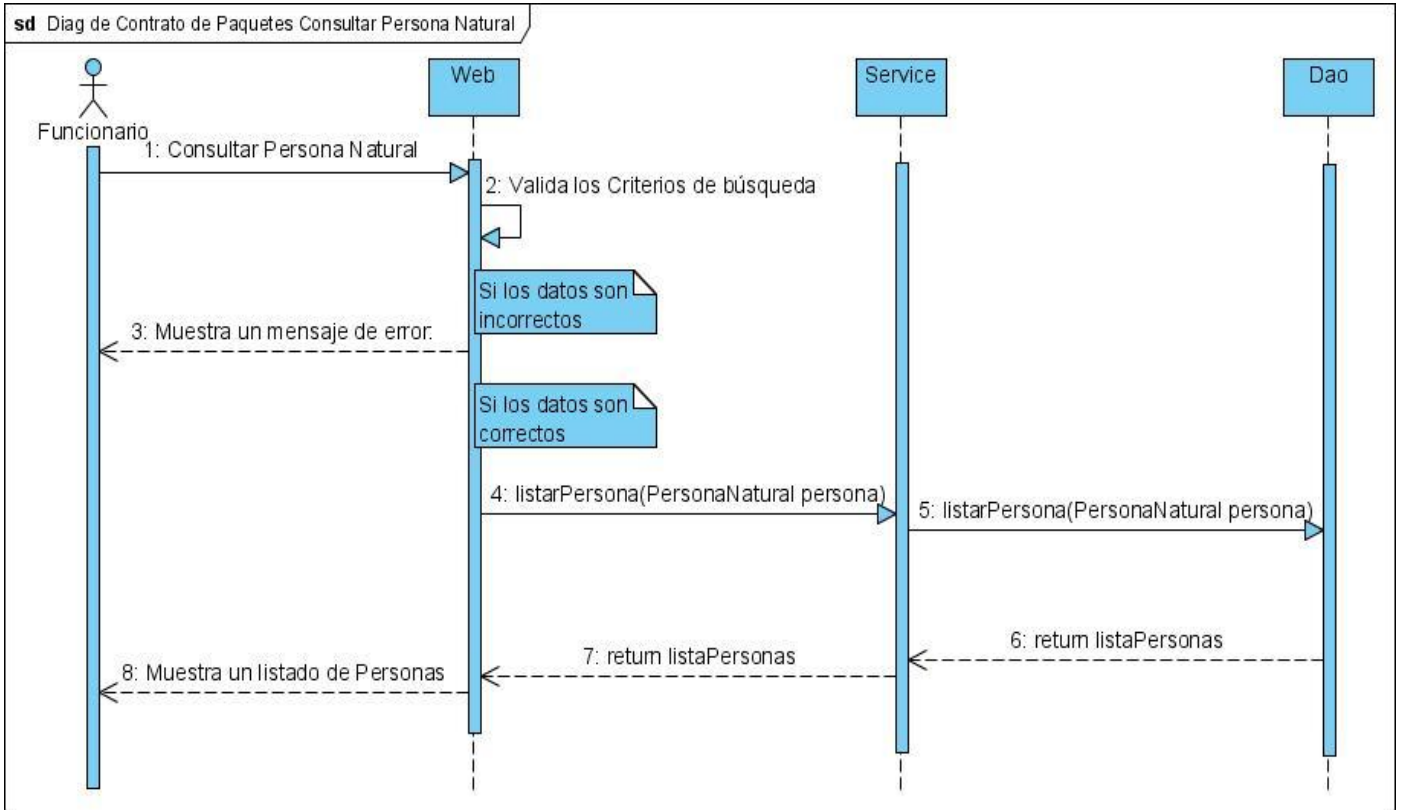 sd Diag de Contrato de Paquetes Consultar Persona Natural
Web
Service
Dao
Funcionario
1: Consultar Persona Natural
2: Valida los Criterios de búsqueda
Si los datos son
incorrectos
3: Muestra un mensaje de error.
Si los datos son
correctos
4: listarPersona(PersonaNatural persona)
5: listarPersona(PersonaNatural persona)
6: return listaPersonas
7: return listaPersonas
8: Muestra un listado de Personas